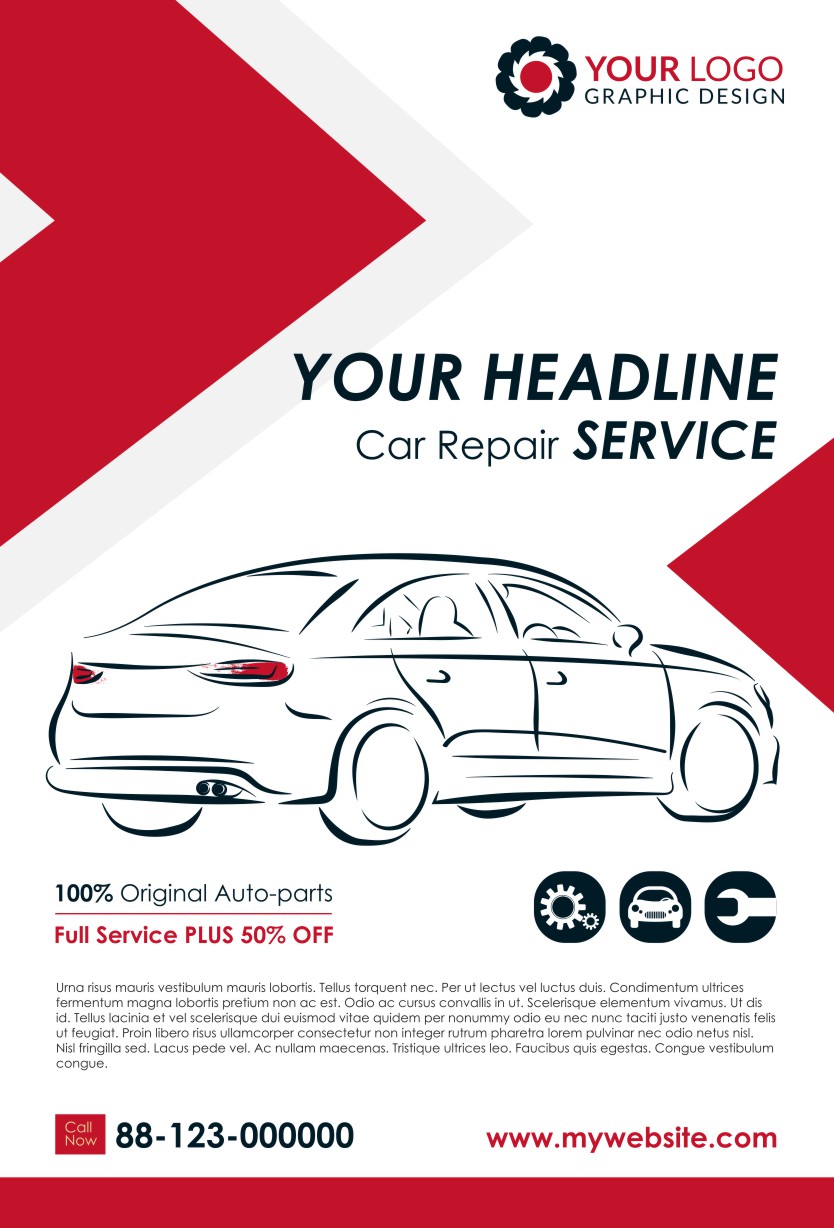 YOUR LOGO
GRAPHIC DESIGN
YOUR HEADLINE
Car Repair SERVICE
100% Original Auto-parts
Full Service PLUS 50% OFF
Urna risus mauris vestibulum mauris lobortis. Tellus torquent nec. Per ut lectus vel luctus duis. Condimentum ultrices
fermentum magna lobortis pretium non ac est. Odio ac cursus convallis in ut. Scelerisque elementum vivamus. Ut dis
id. Tellus lacinia et vel scelerisque dui euismod vitae quidem per nonummy odio eu nec nunc taciti justo venenatis felis
ut feugiat. Proin libero risus ullamcorper consectetur non integer rutrum pharetra lorem pulvinar nec odio netus nisl.
Nisl fringilla sed. Lacus pede vel. Ac nullam maecenas. Tristique ultrices leo. Faucibus quis egestas. Congue vestibulum
congue.
Call
Now
88-123-000000
www.mywebsite.com